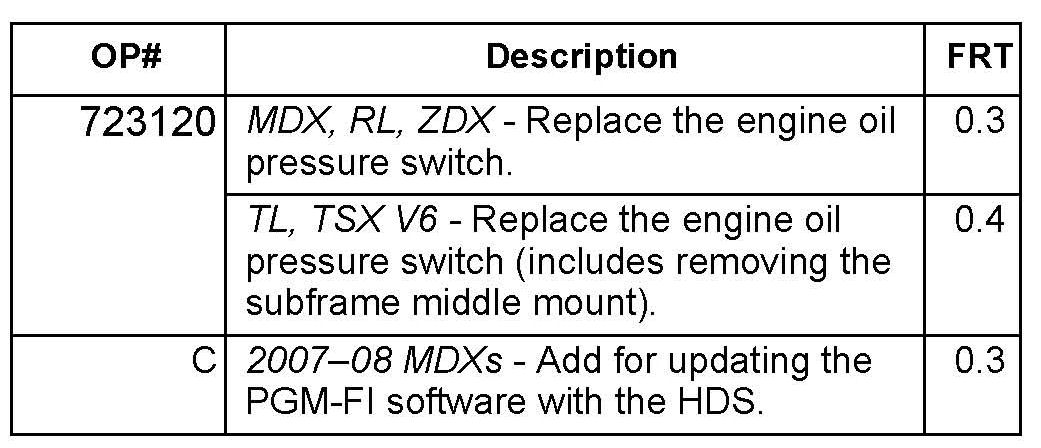 OP# Description FRT
723120 MDX, RL, ZDX - Replace the engine oil 0.3
pressure switch.
TL, TSX V6 - Replace the engine oil 0.4
pressure switch (includes removing the
subframe middle mount).
C 2007–08 MDXs - Add for updating the 0.3
PGM-FI software with the HDS.